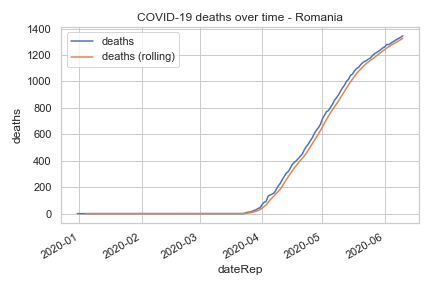 COVID-19 deaths over time - Romania
deaths
deaths (rolling)
1400
1200
1000
800
600
400
200
0
deaths
2020-01
2020-02
2020-03
2020-04
2020-05
2020-06
dateRep